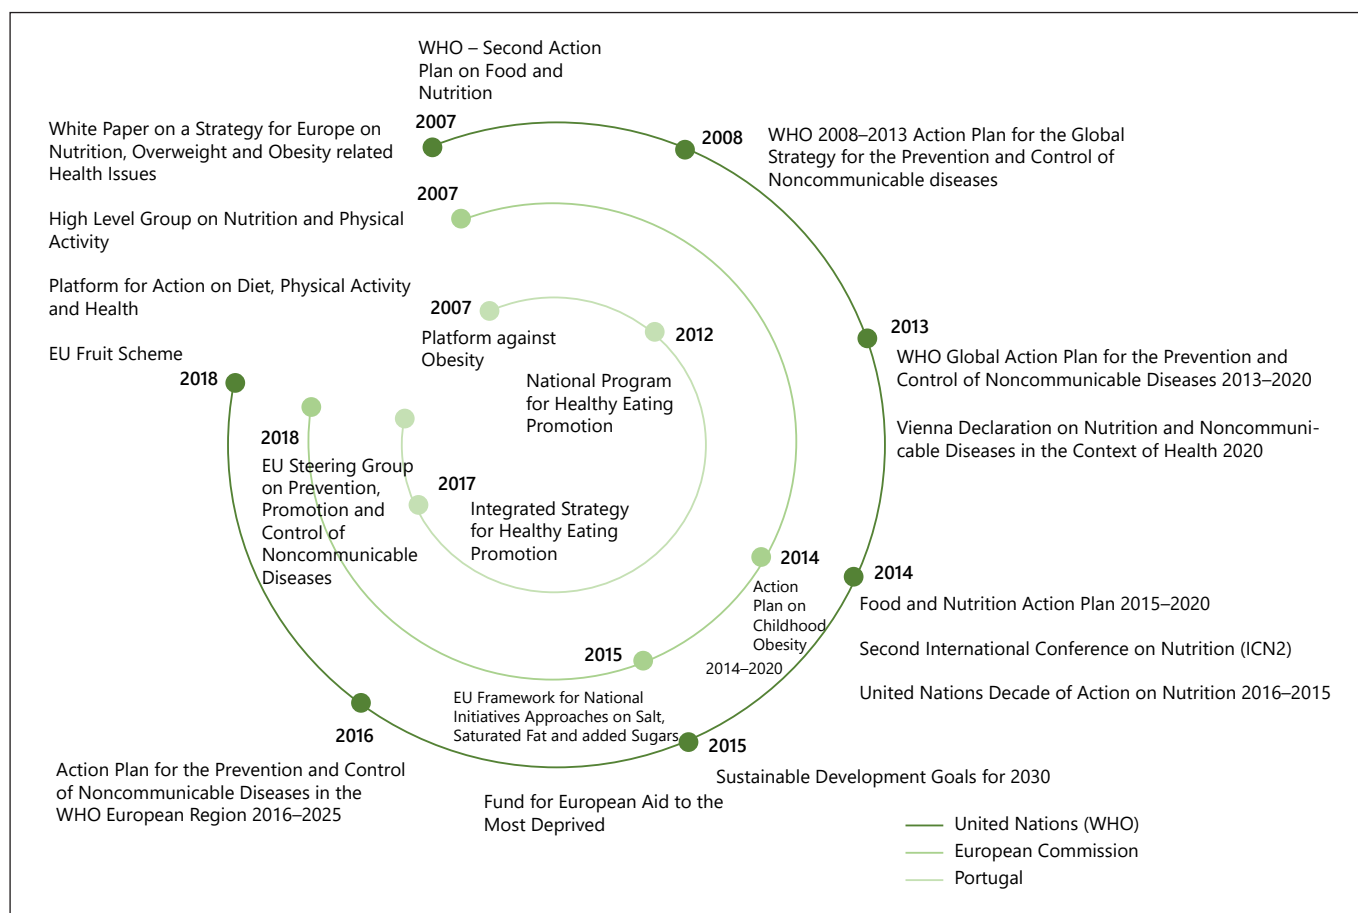 WHO – Second Action
Plan on Food and
Nutrition
2007
2008
WHO 2008–2013 Action Plan for the Global
Strategy for the Prevention and Control of
Noncommunicable diseases
White Paper on a Strategy for Europe on
Nutrition, Overweight and Obesity related
Health Issues
2007
High Level Group on Nutrition and Physical
Activity
Platform for Action on Diet, Physical Activity
and Health
EU Fruit Scheme
2007
Platform against
Obesity
2012
National Program
for Healthy Eating
Promotion
2013
WHO Global Action Plan for the Prevention and
Control of Noncommunicable Diseases 2013–2020
Vienna Declaration on Nutrition and Noncommuni-
cable Diseases in the Context of Health 2020
2018
2018
EU Steering Group
on Prevention,
Promotion and
Control of
Noncommunicable
Diseases
2017
Integrated Strategy
for Healthy Eating
Promotion
2014
Action
Plan on
Childhood
Obesity
2014–2020
2014
Food and Nutrition Action Plan 2015–2020
Second International Conference on Nutrition (ICN2)
United Nations Decade of Action on Nutrition 2016–2015
2015
EU Framework for National
Initiatives Approaches on Salt,
Saturated Fat and added Sugars
2015
Sustainable Development Goals for 2030
2016
Action Plan for the Prevention and Control
of Noncommunicable Diseases in the
WHO European Region 2016–2025
Fund for European Aid to the
Most Deprived
United Nations (WHO)
European Commission
Portugal